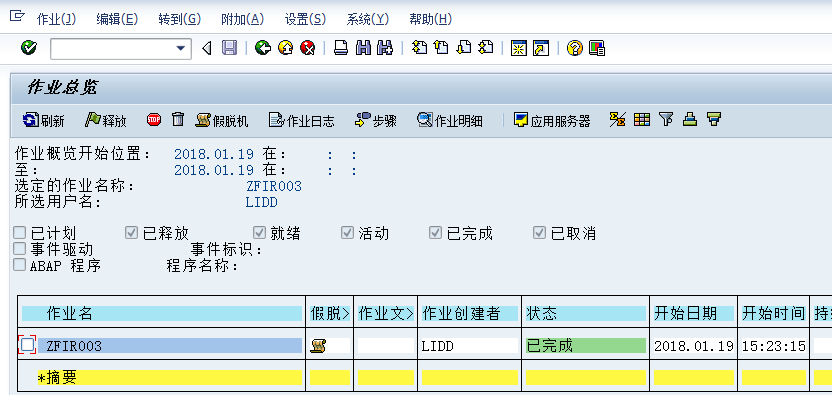 作业(J) 编辑(E) 转到(G) 附加(A) 设置(S) 系统(Y) 帮助(H)
作业总览
刷新 释放 STOP 假脱机 作业日志 步骤 作业明细 应用服务器
作业概览开始位置： 2018.01.19 在： : :
至： 2018.01.19 在： : :
选定的作业名称： ZFIR003
所选用户名: LIDD
已计划 已释放 就绪 活动 已完成 已取消
事件驱动 事件标识：
ABAP 程序 程序名称：
作业名 假脱> 作业文> 作业创建者 状态 开始日期 开始时间 持
ZFIR003 LIDD 已完成 2018.01.19 15:23:15
*摘要